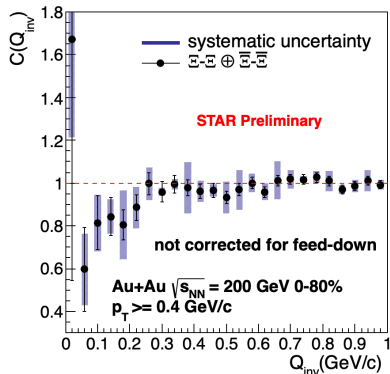 C(Q_inv)
1.8
1.6
1.4
1.2
1
0.8
0.6
0.4
systematic uncertainty
Ξ-Ξ ⊕ Ξ̅-Ξ̅
STAR Preliminary
not corrected for feed-down
Au+Au √s_NN = 200 GeV 0-80%
p_T >= 0.4 GeV/c
0 0.1 0.2 0.3 0.4 0.5 0.6 0.7 0.8 0.9 1
Q_inv(GeV/c)